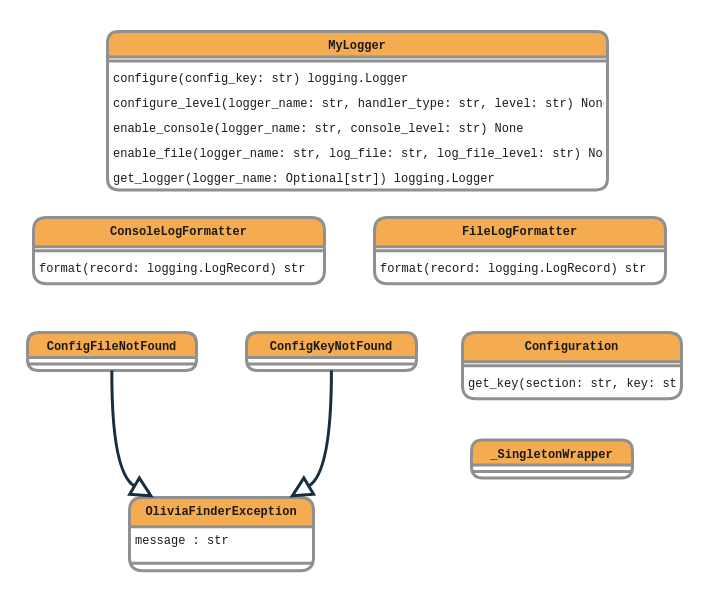 MyLogger
configure(config_key: str) logging.Logger
configure_level(logger_name: str, handler_type: str, level: str) None
enable_console(logger_name: str, console_level: str) None
enable_file(logger_name: str, log_file: str, log_file_level: str) No
get_logger(logger_name: Optional[str]) logging.Logger
ConsoleLogFormatter
format(record: logging.LogRecord) str
FileLogFormatter
format(record: logging.LogRecord) str
ConfigFileNotFound
ConfigKeyNotFound
Configuration
get_key(section: str, key: st
_SingletonWrapper
OliviaFinderException
message : str